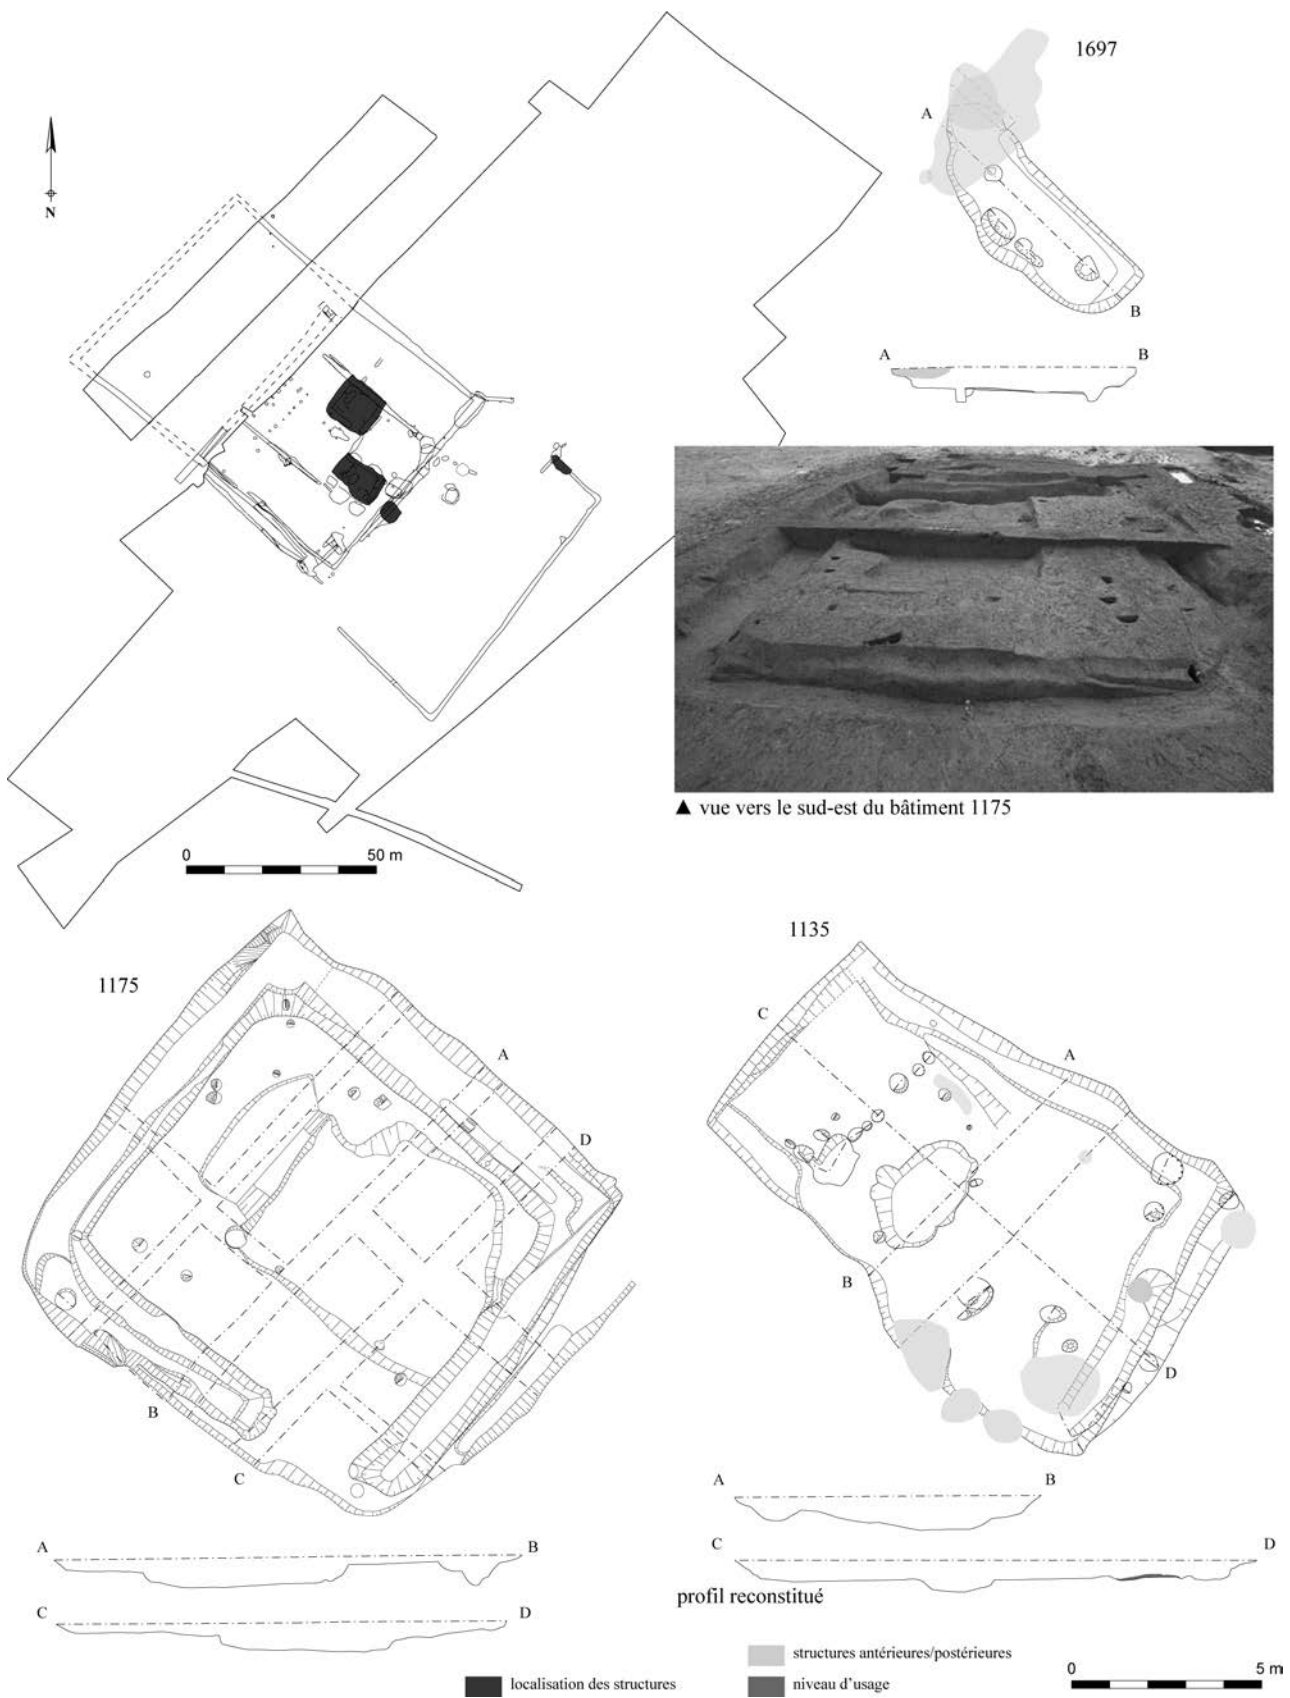 1697
A
N
B
A B
▲ vue vers le sud-est du bâtiment 1175
0 50 m
1175
1135
C
A
A
D
B
B
D
C
A B
A B
C D
profil reconstitué
C D
structures antérieures/postérieures
localisation des structures
niveau d'usage
0 5 m